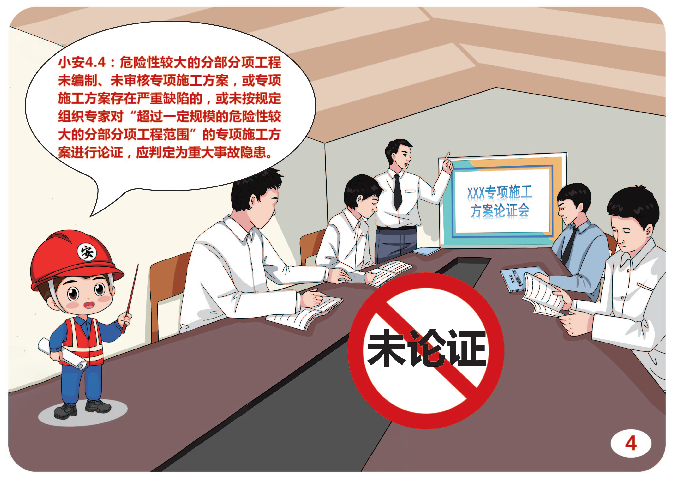 小安4.4：危险性较大的分部分项工程
未编制、未审核专项施工方案，或专项
施工方案存在严重缺陷的，或未按规定
组织专家对“超过一定规模的危险性较
大的分部分项工程范围”的专项施工方
案进行论证，应判定为重大事故隐患。
XXX专项施工
方案论证会
安
未论证
4